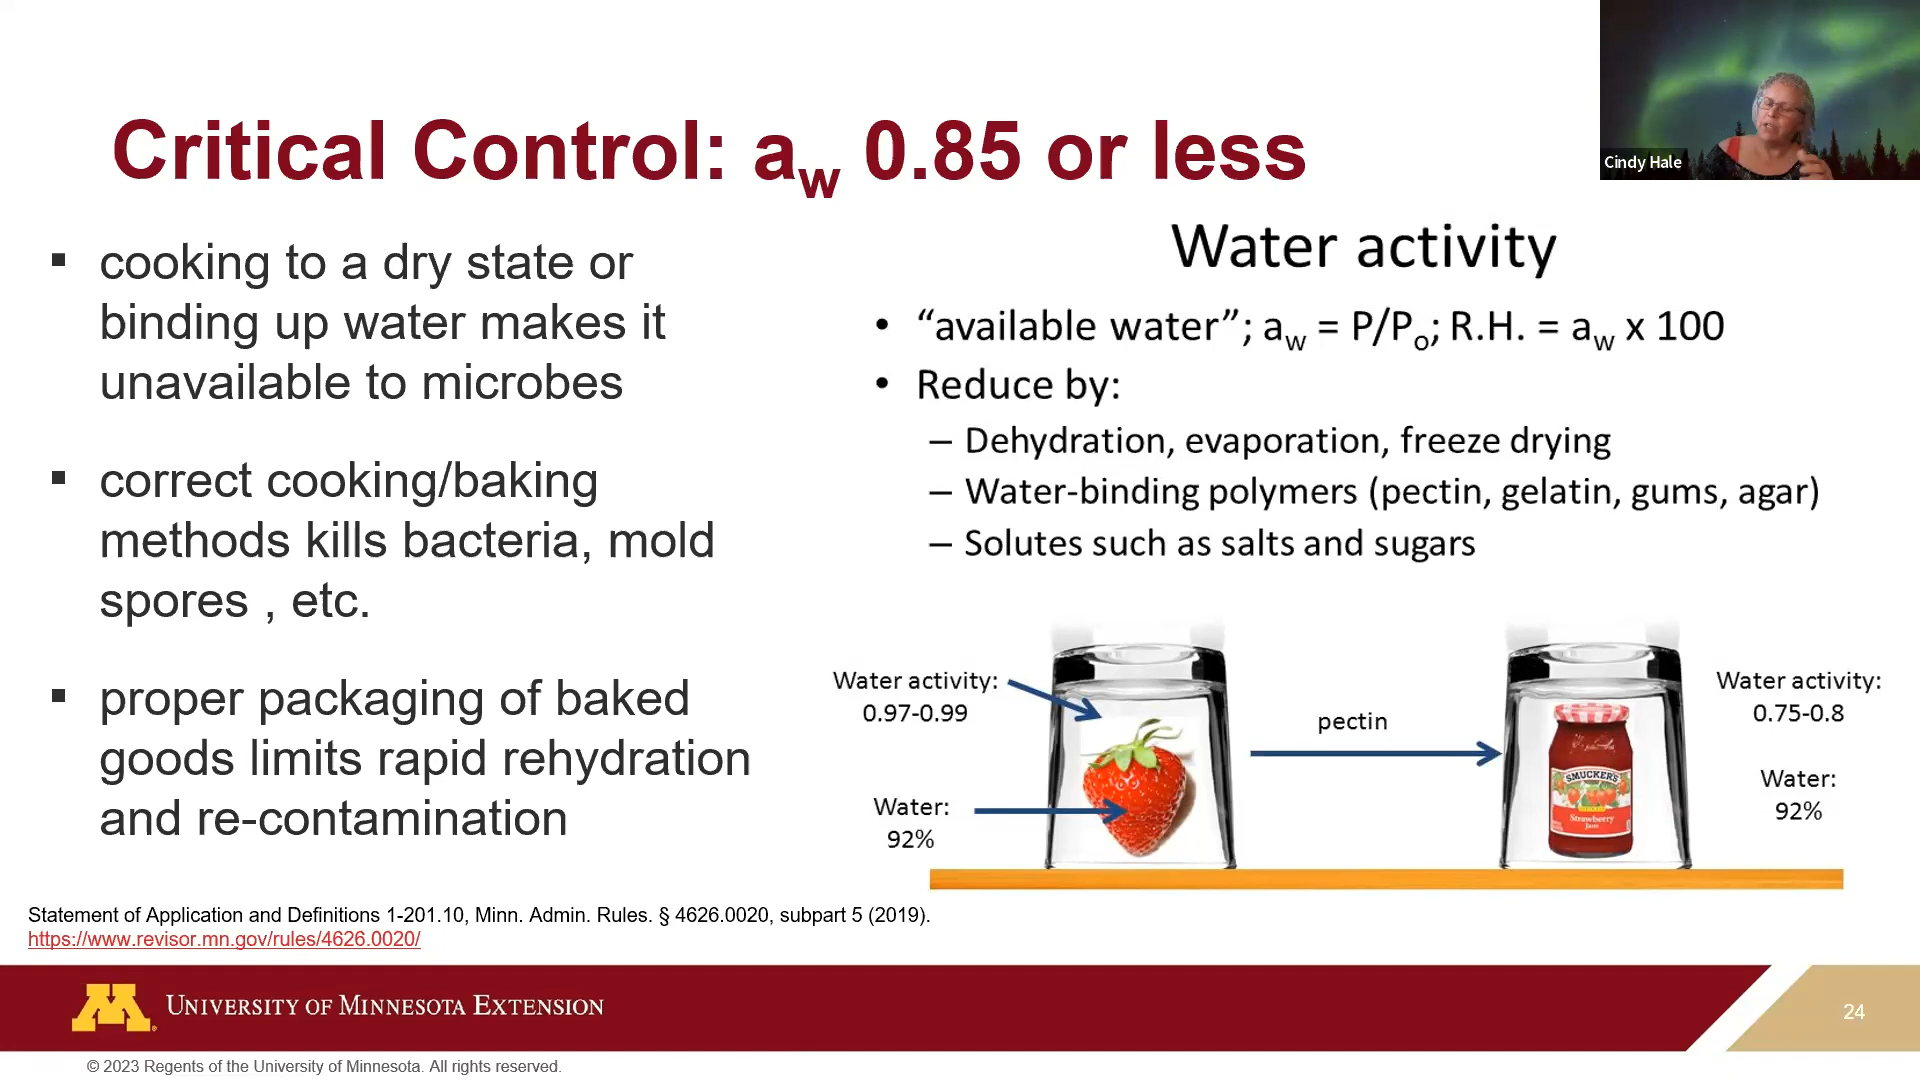 Critical Control: aw 0.85 or less
Cindy Hale
▪ cooking to a dry state or
binding up water makes it
unavailable to microbes
▪ correct cooking/baking
methods kills bacteria, mold
spores , etc.
▪ proper packaging of baked
goods limits rapid rehydration
and re-contamination
Water activity
• “available water”; aw = P/Po; R.H. = aw x 100
• Reduce by:
– Dehydration, evaporation, freeze drying
– Water-binding polymers (pectin, gelatin, gums, agar)
– Solutes such as salts and sugars
Water activity:
0.97-0.99
Water:
92%
pectin
SMUCKER'S
Strawberry
Jam
Water activity:
0.75-0.8
Water:
92%
Statement of Application and Definitions 1-201.10, Minn. Admin. Rules. § 4626.0020, subpart 5 (2019).
https://www.revisor.mn.gov/rules/4626.0020/
M
UNIVERSITY OF MINNESOTA EXTENSION
24
© 2023 Regents of the University of Minnesota. All rights reserved.